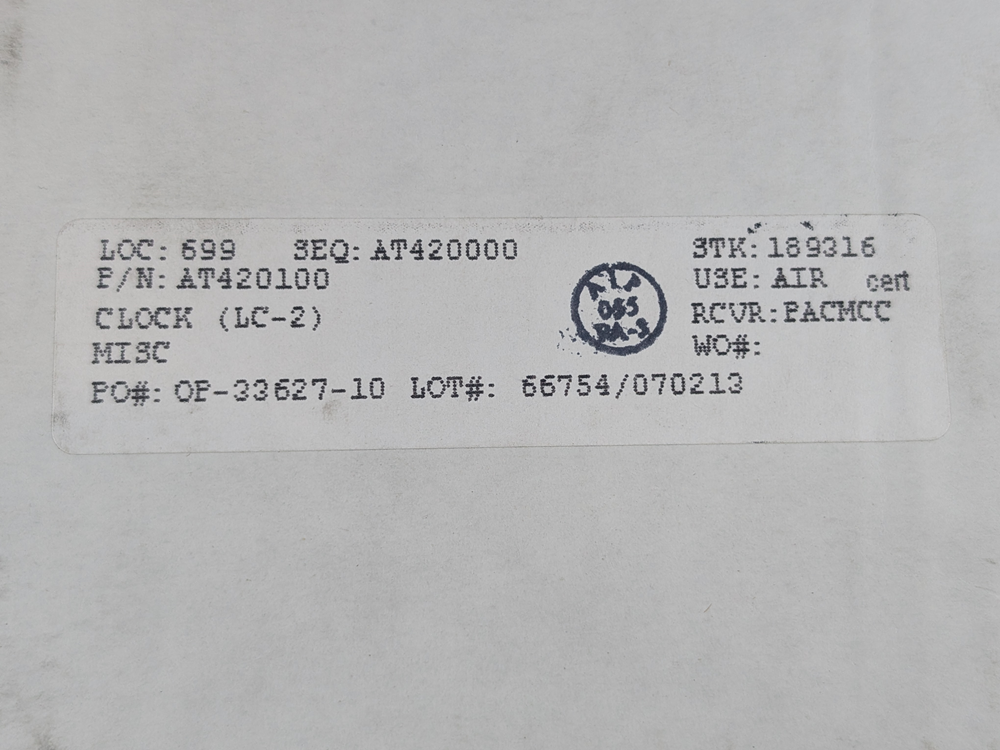 LOC: 699 SEQ: AT420000 STK: 189316
P/N: AT420100 USE: AIR cert
CLOCK (LC-2) RCVR: PACMCC
MISC WO#:
PO#: OP-33627-10 LOT#: 66754/070213
065